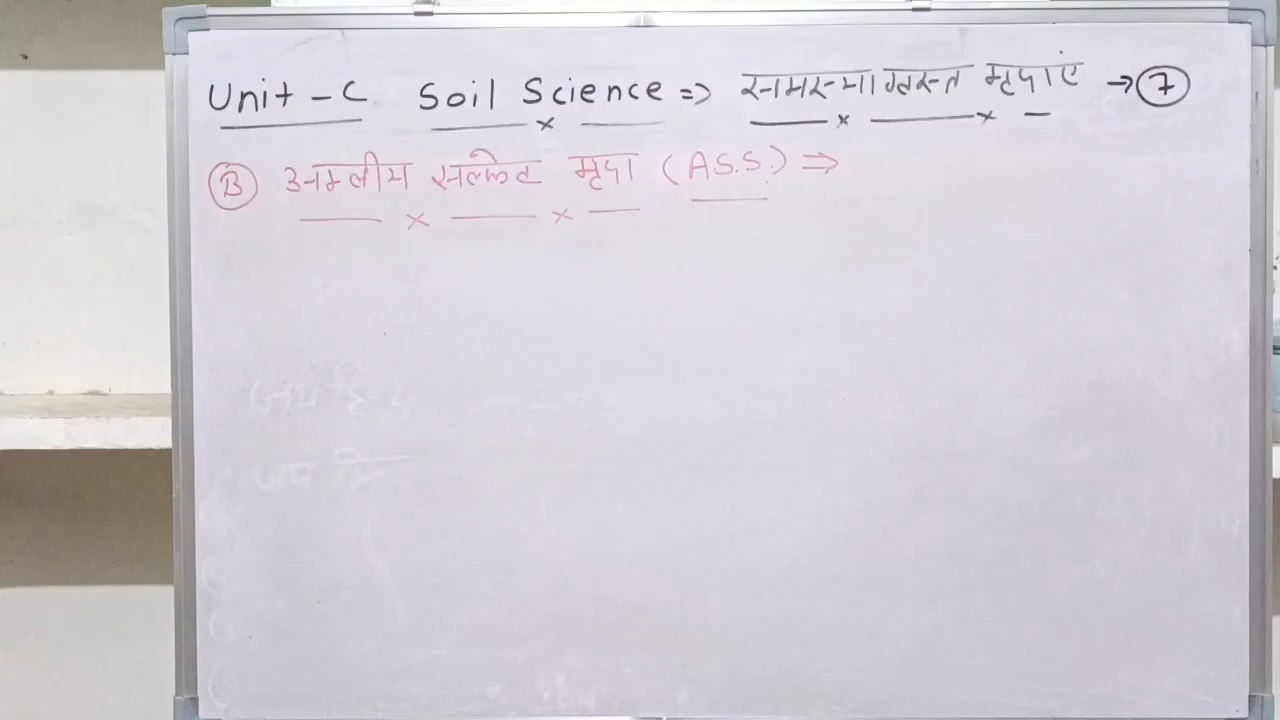 Unit - C Soil Science => समस्या ग्रस्त मृदाएं → 7
B अम्लीय सल्फेट मृदा (A.S.S.) ⇒